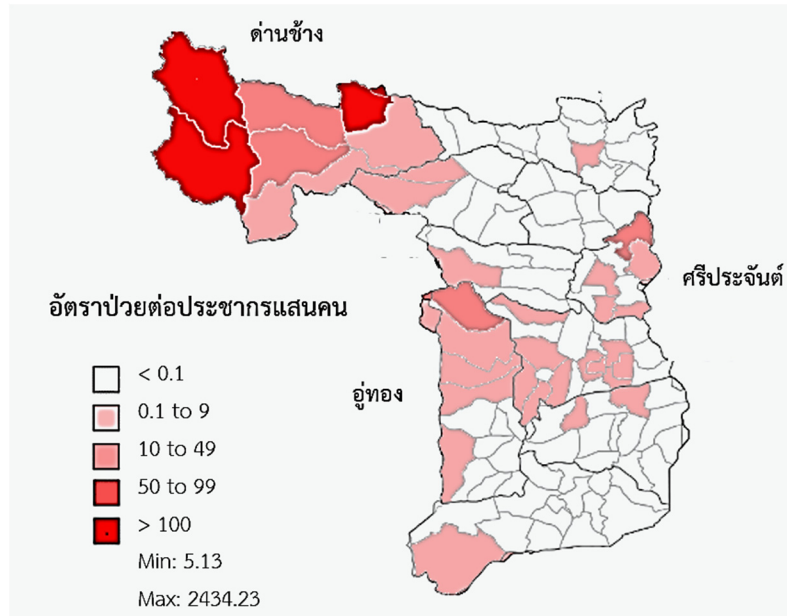 ด่านช้าง
ศรีประจันต์
อัตราป่วยต่อประชากรแสนคน
อู่ทอง
< 0.1
0.1 to 9
10 to 49
50 to 99
> 100
Min: 5.13
Max: 2434.23